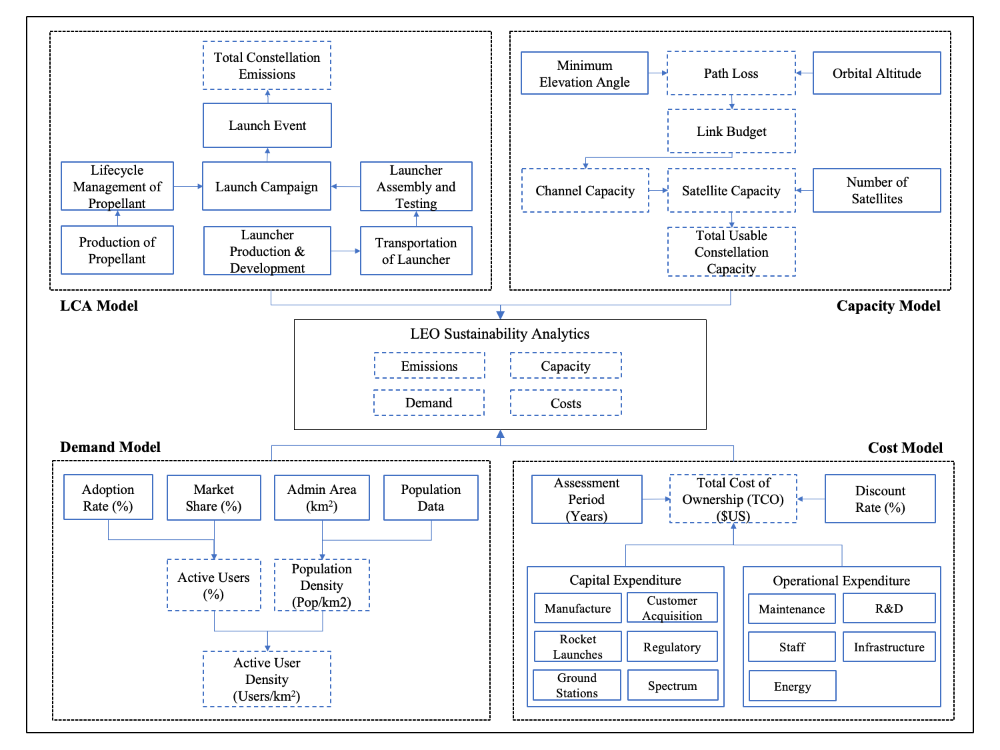 Total Constellation
Emissions
Launch Event
Lifecycle
Management of
Propellant
Launch Campaign
Launcher
Assembly and
Testing
Production of
Propellant
Launcher
Production &
Development
Transportation
of Launcher
LCA Model
Minimum
Elevation Angle
Path Loss
Orbital Altitude
Link Budget
Channel Capacity
Satellite Capacity
Number of
Satellites
Total Usable
Constellation
Capacity
Capacity Model
LEO Sustainability Analytics
Emissions
Capacity
Demand
Costs
Demand Model
Adoption
Rate (%)
Market
Share (%)
Admin Area
(km²)
Population
Data
Active Users
(%)
Population
Density
(Pop/km2)
Active User
Density
(Users/km²)
Cost Model
Assessment
Period
(Years)
Total Cost of
Ownership (TCO)
($US)
Discount
Rate (%)
Capital Expenditure
Manufacture
Customer
Acquisition
Rocket
Launches
Regulatory
Ground
Stations
Spectrum
Operational Expenditure
Maintenance
R&D
Staff
Infrastructure
Energy